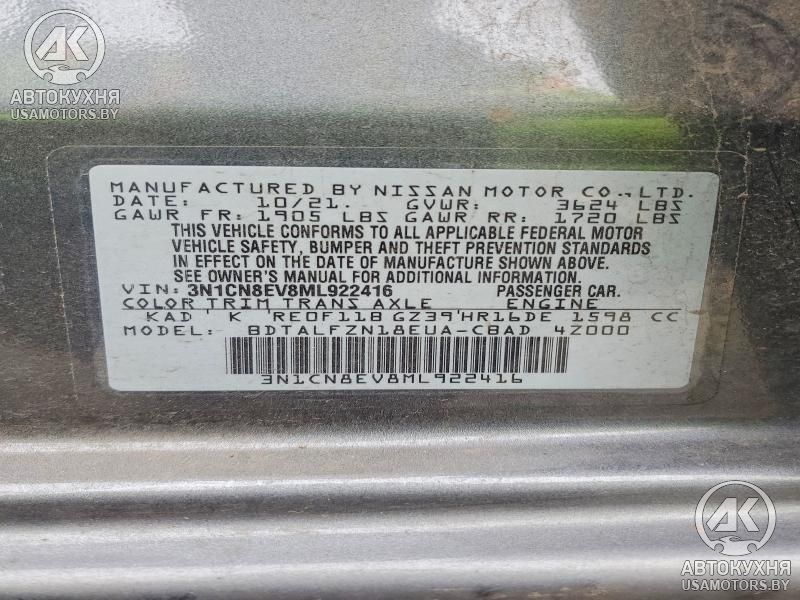 АК
АВТОКУХНЯ
USAMOTORS.BY
MANUFACTURED BY NISSAN MOTOR CO., LTD.
DATE: 10/21. GVWR: 3624 LBS
GAWR FR: 1905 LBS GAWR RR: 1720 LBS
THIS VEHICLE CONFORMS TO ALL APPLICABLE FEDERAL MOTOR
VEHICLE SAFETY, BUMPER AND THEFT PREVENTION STANDARDS
IN EFFECT ON THE DATE OF MANUFACTURE SHOWN ABOVE.
SEE OWNER'S MANUAL FOR ADDITIONAL INFORMATION.
VIN: 3N1CN8EV8ML922416 PASSENGER CAR.
COLOR TRIM TRANS AXLE ENGINE
KAD K RE0F11B GZ39 HR16DE 1598 CC
MODEL: BDTALFZN18EUA-CBAD 4Z000
3N1CN8EV8ML922416
АК
АВТОКУХНЯ
USAMOTORS.BY